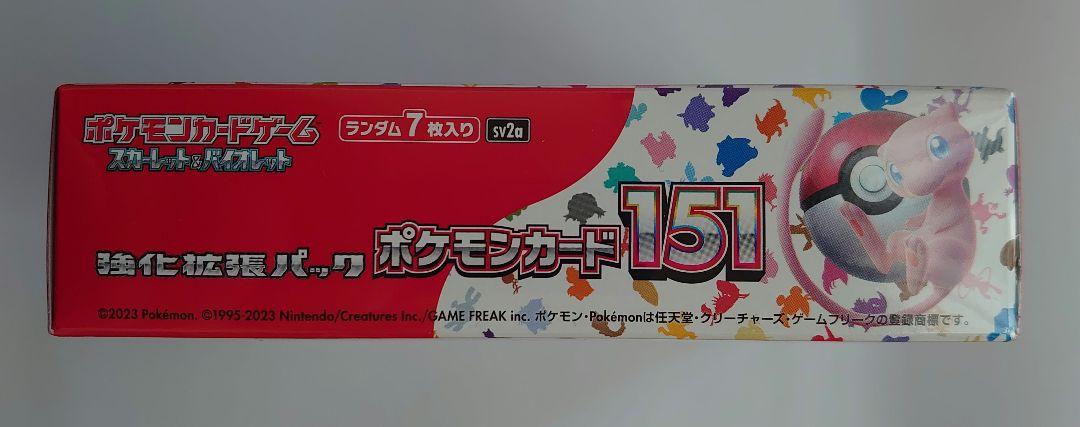 ポケモンカードゲーム
スカーレット&バイオレット
ランダム7枚入り
sv2a
強化拡張パック
ポケモンカード151
©2023 Pokémon. ©1995-2023 Nintendo/Creatures Inc./GAME FREAK inc. ポケモン・Pokémonは任天堂・クリーチャーズ・ゲームフリークの登録商標です。